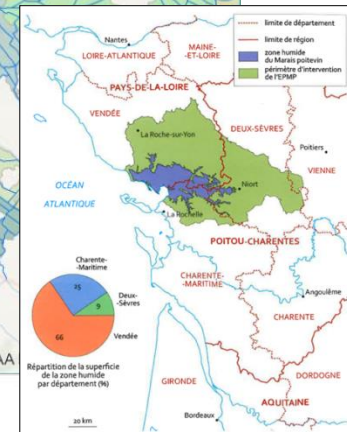 limite de département
limite de région
zone humide
du Marais poitevin
périmètre d'intervention
de l'EPMP
Nantes
LOIRE-ATLANTIQUE
MAINE-
ET-LOIRE
PAYS-DE-LA-LOIRE
VENDÉE
DEUX-SÈVRES
La Roche-sur-Yon
Poitiers
VIENNE
OCÉAN
ATLANTIQUE
Niort
La Rochelle
POITOU-CHARENTES
CHARENTE-
-MARITIME
Angoulême
CHARENTE
Charente-
-Maritime
25
Deux-
-Sèvres
9
66
Vendée
AA
Répartition de la superficie
de la zone humide
par département (%)
GIRONDE
DORDOGNE
AQUITAINE
20 km
Bordeaux